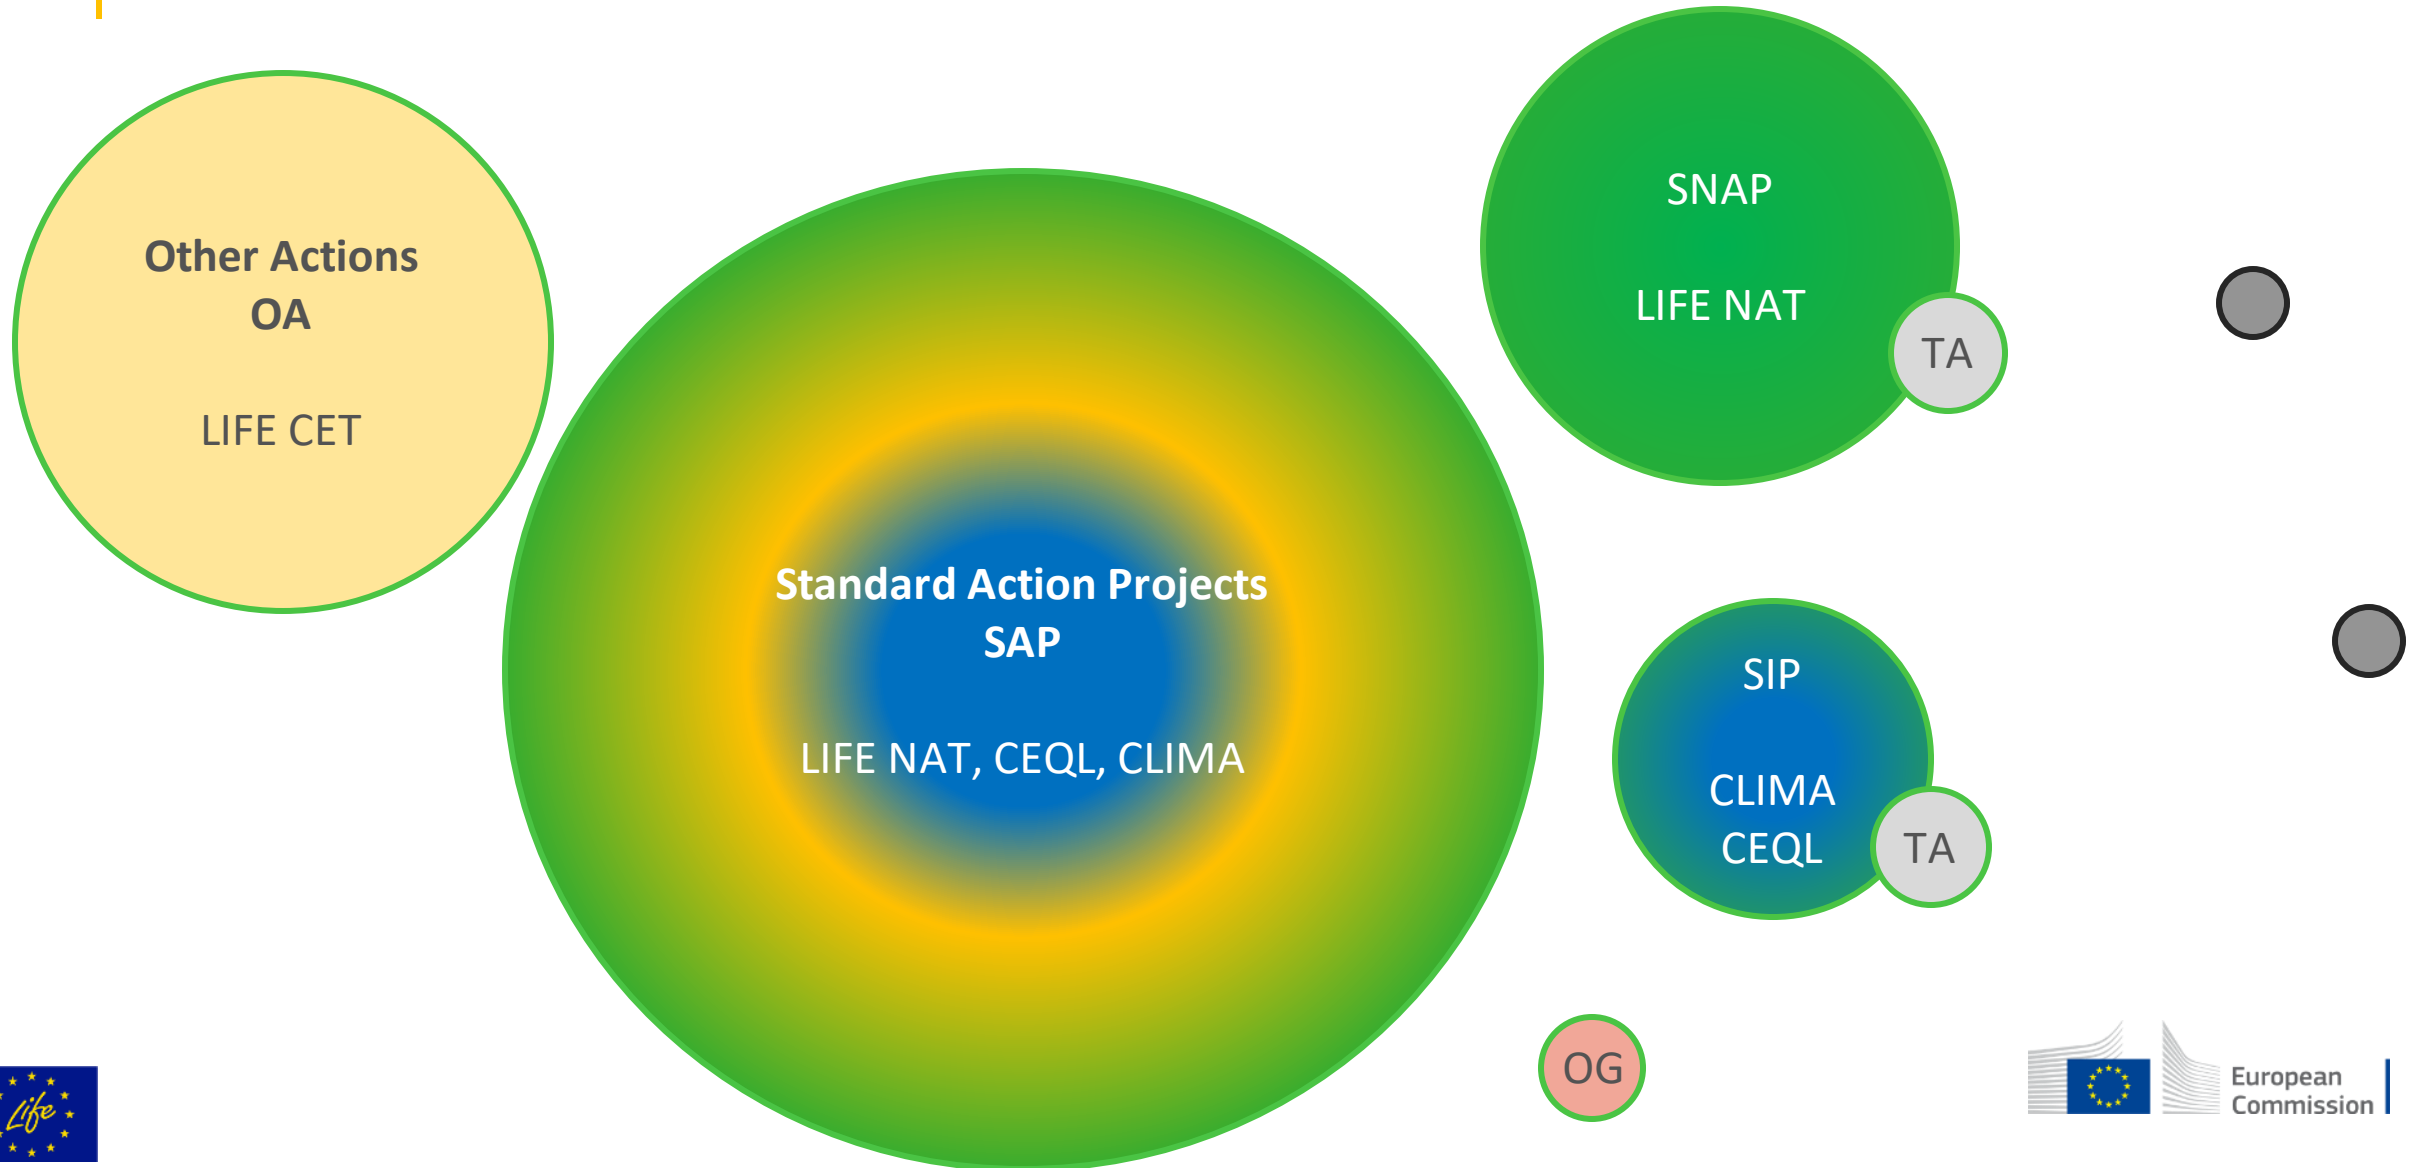 Other Actions
OA
LIFE CET
Standard Action Projects
SAP
LIFE NAT, CEQL, CLIMA
SNAP
LIFE NAT
TA
SIP
CLIMA
CEQL
TA
OG
Life
European
Commission